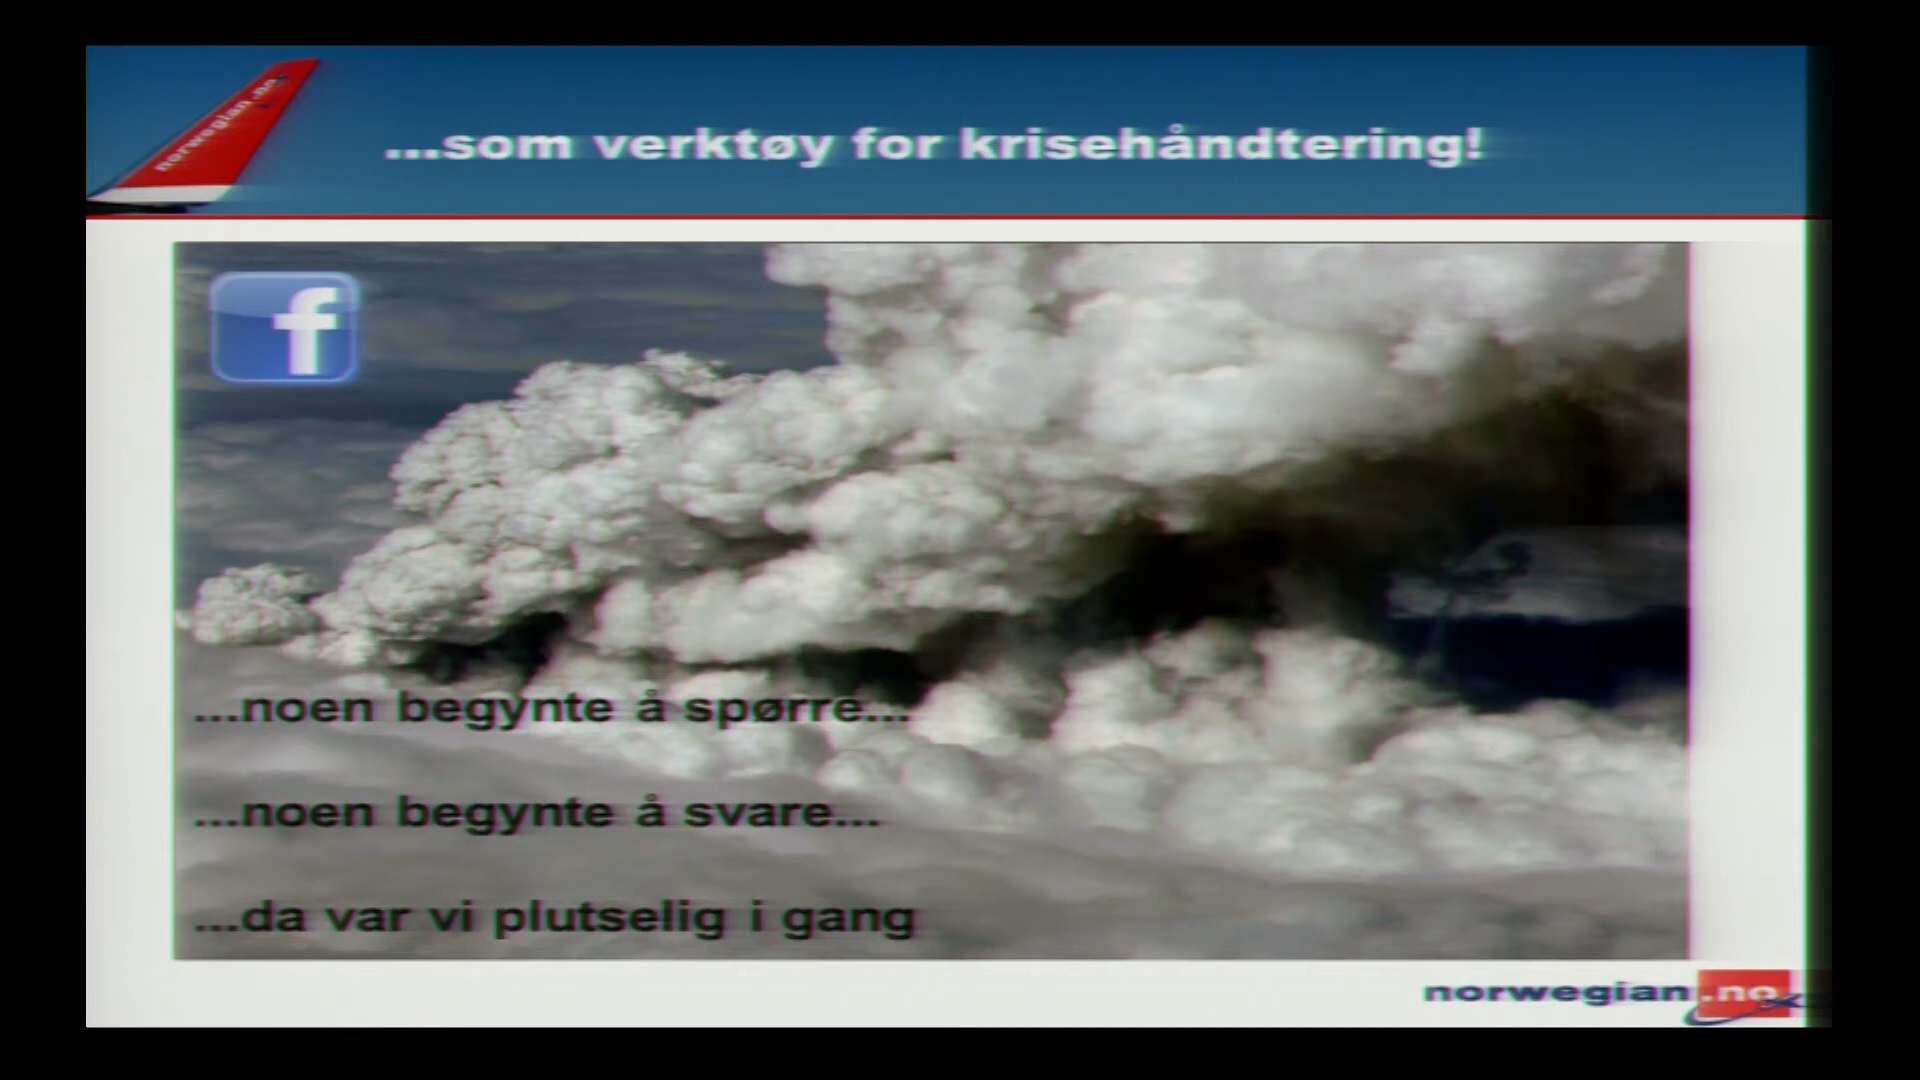 norwegian.no
...som verktøy for krisehåndtering!
f
...noen begynte å spørre...
...noen begynte å svare...
...da var vi plutselig i gang
norwegian.no